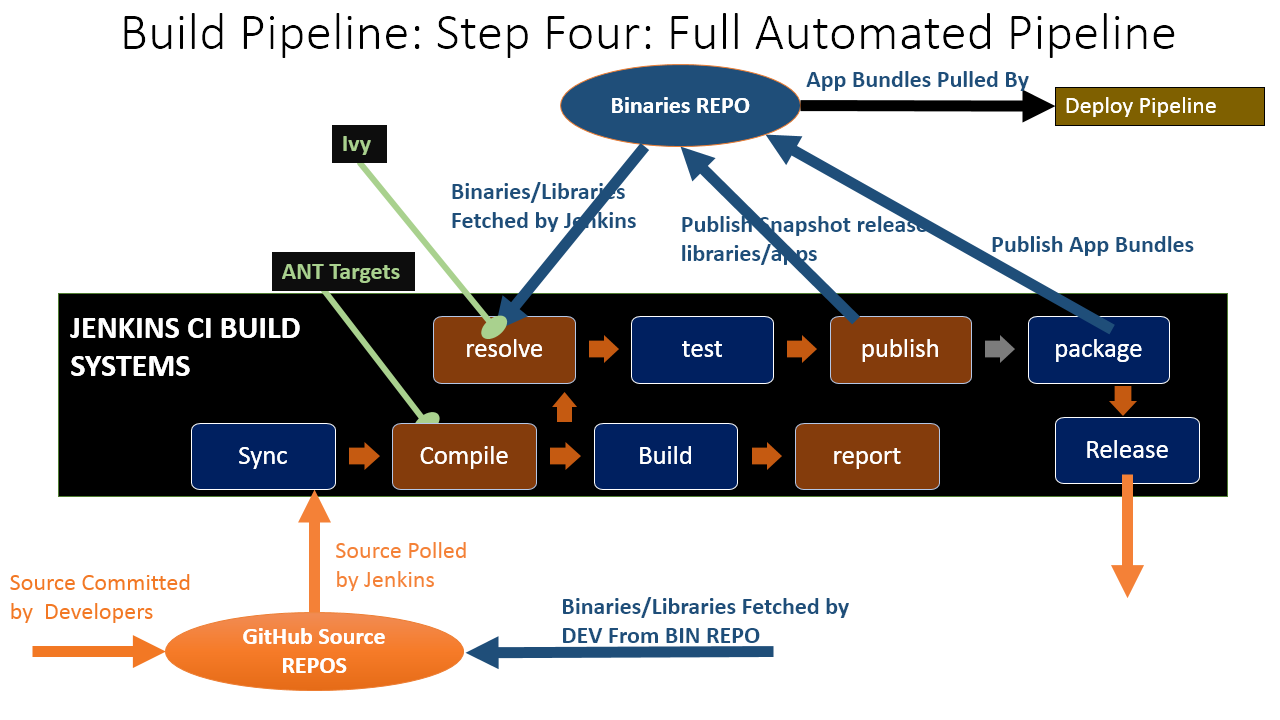 Build Pipeline: Step Four: Full Automated Pipeline
App Bundles Pulled By
Binaries REPO
Deploy Pipeline
Ivy
Binaries/Libraries
Fetched by Jenkins
Publish Snapshot release
libraries/apps
Publish App Bundles
ANT Targets
JENKINS CI BUILD
SYSTEMS
resolve
test
publish
package
Sync
Compile
Build
report
Release
Source Polled
by Jenkins
Source Committed
by  Developers
GitHub Source
REPOS
Binaries/Libraries Fetched by
DEV From BIN REPO